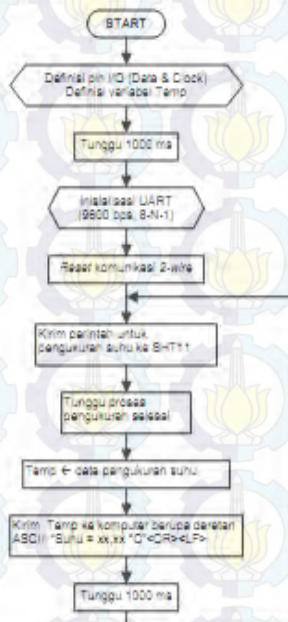 START
Definisi pin I/O (Data & Clock)
Definisi variabel Temp
Tunggu 1000 ms
Inisialisasi UART
(9600 bps, 8-N-1)
Reset komunikasi 2-wire
Kirim perintah untuk
pengukuran suhu ke SHT11
Tunggu proses
pengukuran selesai
Temp ← data pengukuran suhu
Kirim Temp ke komputer berupa deretan
ASCII "Suhu = xx,xx °C"<CR><LF>
Tunggu 1000 ms